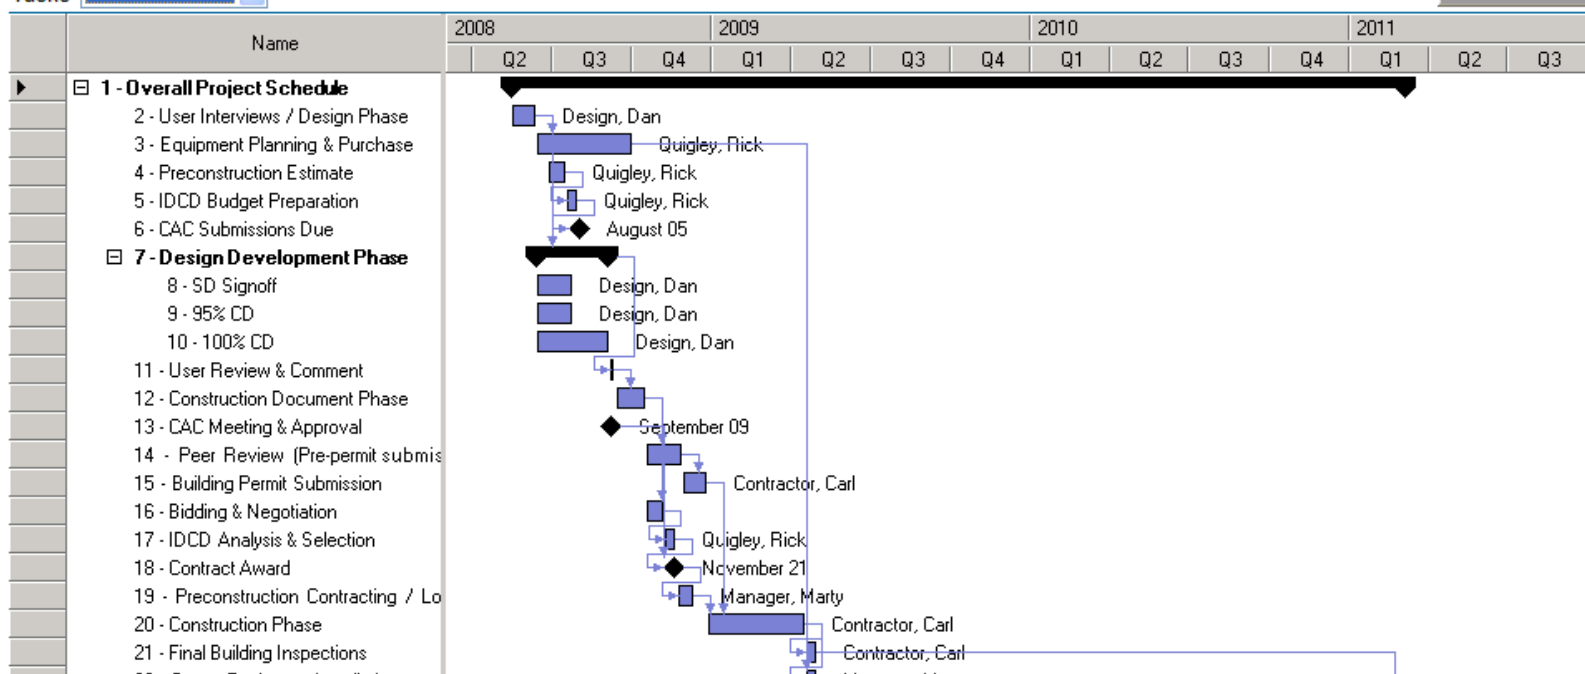 Tasks
Name
2008 2009 2010 2011
Q2 Q3 Q4 Q1 Q2 Q3 Q4 Q1 Q2 Q3 Q4 Q1 Q2 Q3
1 - Overall Project Schedule
2 - User Interviews / Design Phase Design, Dan
3 - Equipment Planning & Purchase Quigley, Rick
4 - Preconstruction Estimate Quigley, Rick
5 - IDCD Budget Preparation Quigley, Rick
6 - CAC Submissions Due August 05
7 - Design Development Phase
8 - SD Signoff Design, Dan
9 - 95% CD Design, Dan
10 - 100% CD Design, Dan
11 - User Review & Comment
12 - Construction Document Phase
13 - CAC Meeting & Approval September 09
14 - Peer Review (Pre-permit submis
15 - Building Permit Submission Contractor, Carl
16 - Bidding & Negotiation
17 - IDCD Analysis & Selection Quigley, Rick
18 - Contract Award November 21
19 - Preconstruction Contracting / Lo Manager, Marty
20 - Construction Phase Contractor, Carl
21 - Final Building Inspections Contractor, Carl